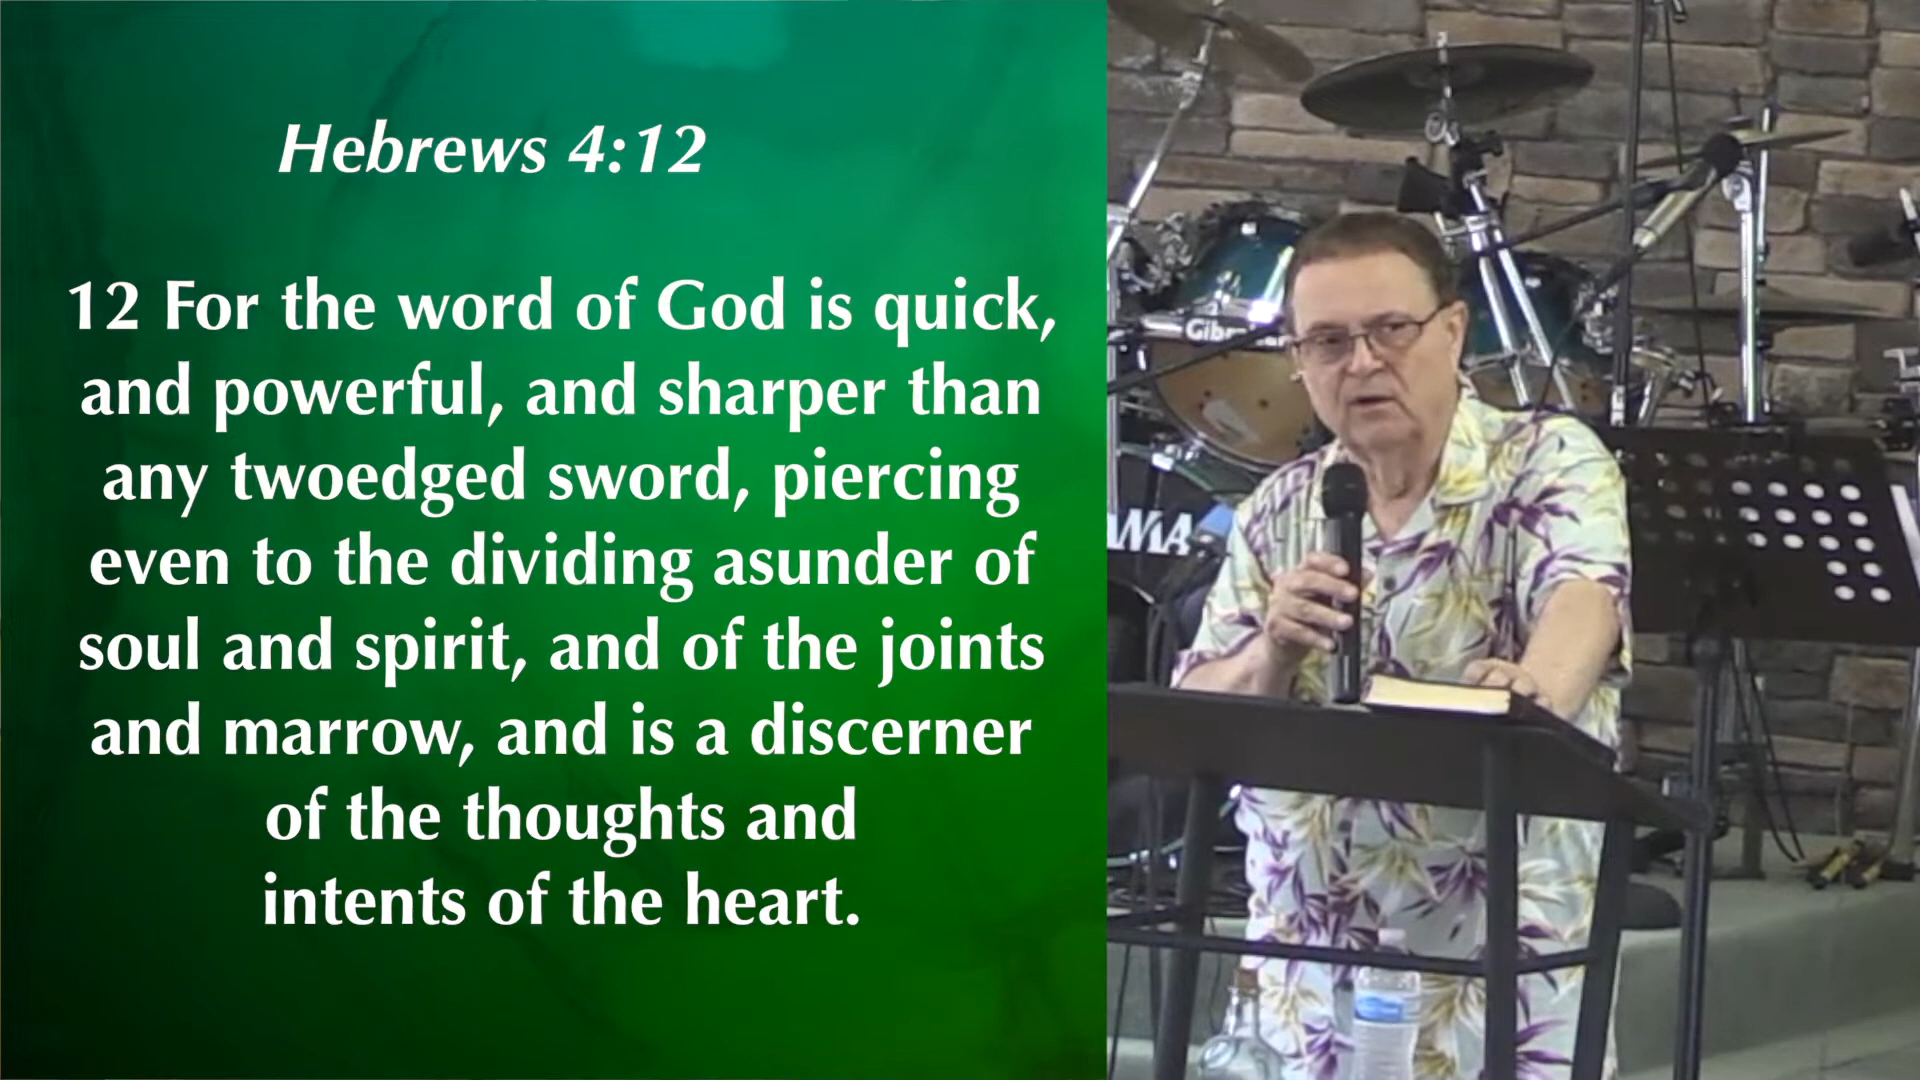 Hebrews 4:12
12 For the word of God is quick,
and powerful, and sharper than
any twoedged sword, piercing
even to the dividing asunder of
soul and spirit, and of the joints
and marrow, and is a discerner
of the thoughts and
intents of the heart.